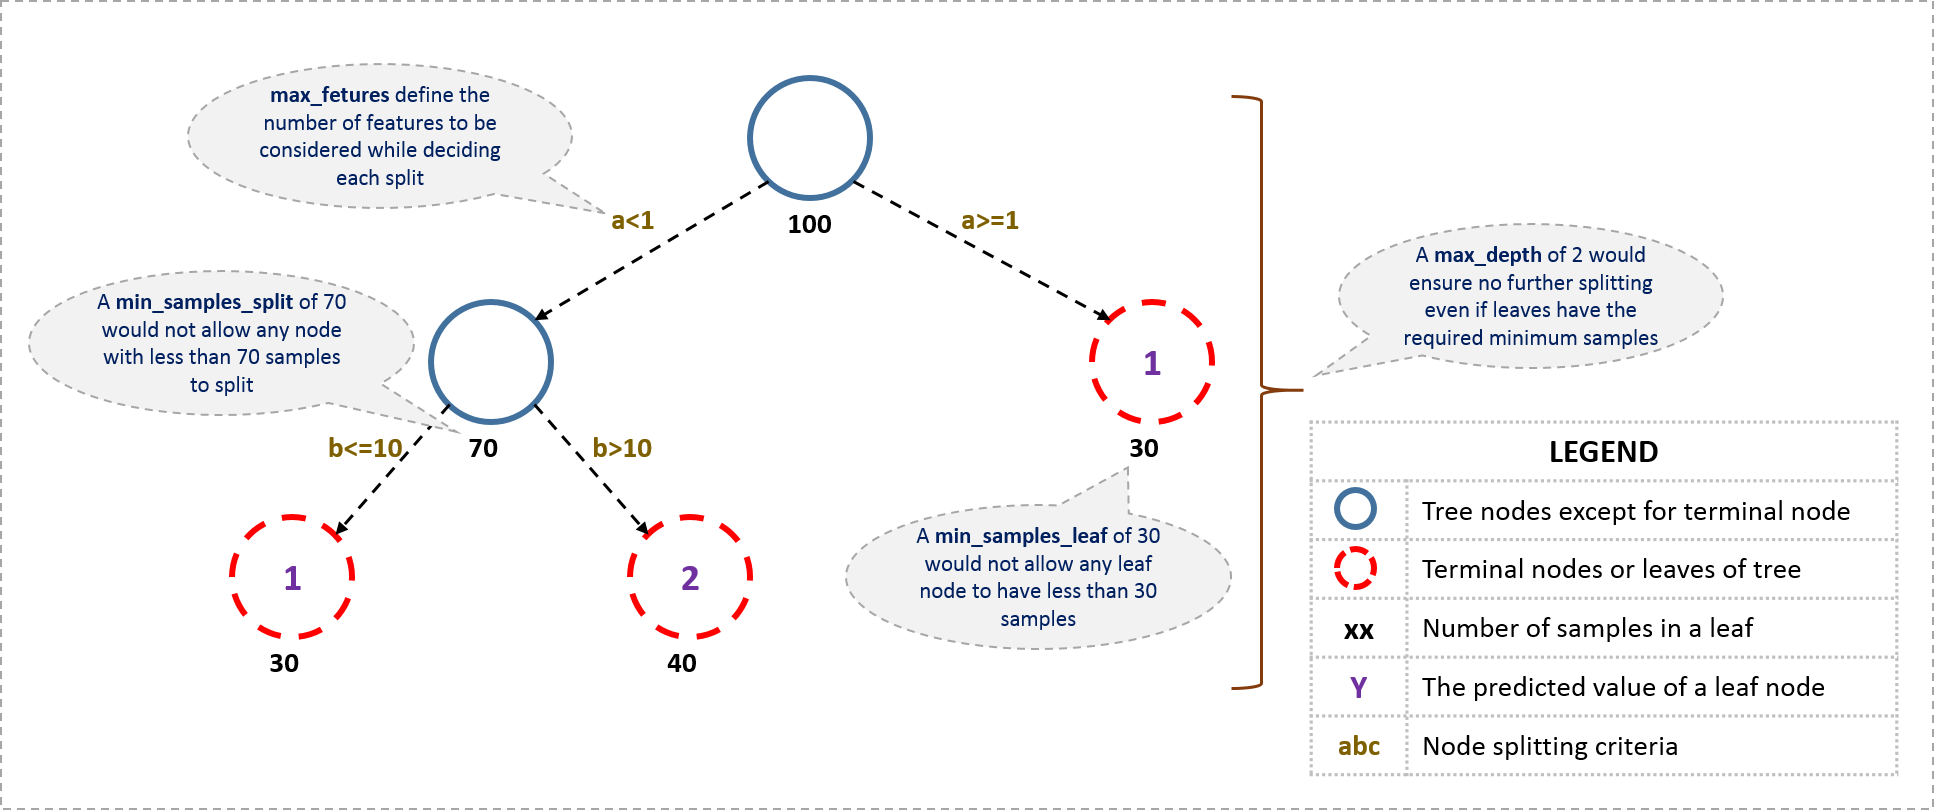 max_fetures define the
number of features to be
considered while deciding
each split
100
a<1
a>=1
A max_depth of 2 would
ensure no further splitting
even if leaves have the
required minimum samples
A min_samples_split of 70
would not allow any node
with less than 70 samples
to split
1
b<=10
70
b>10
30
A min_samples_leaf of 30
would not allow any leaf
node to have less than 30
samples
1
2
30
40
LEGEND
Tree nodes except for terminal node
Terminal nodes or leaves of tree
xx Number of samples in a leaf
Y The predicted value of a leaf node
abc Node splitting criteria